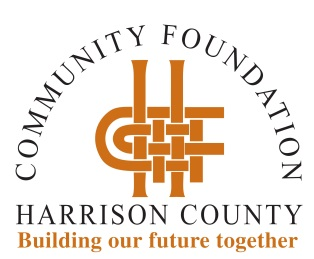 COMMUNITY FOUNDATION
HARRISON COUNTY
Building our future together